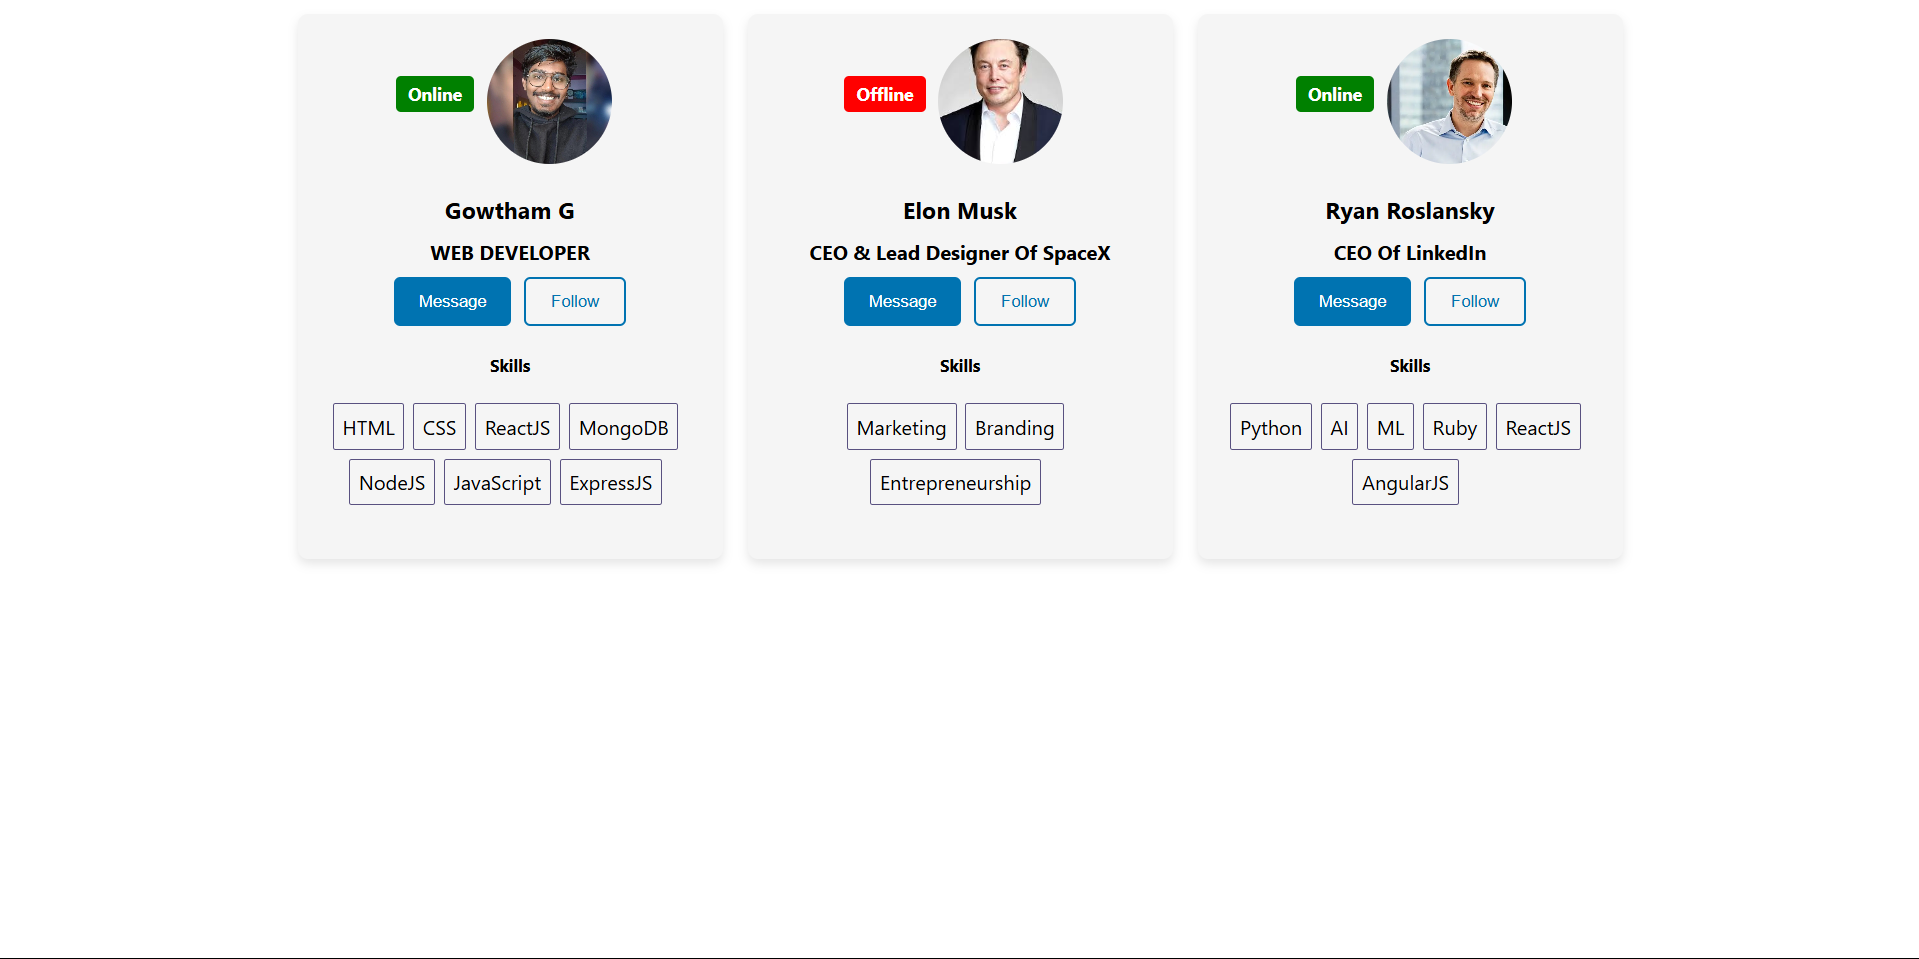 Online
Gowtham G
WEB DEVELOPER
Message Follow
Skills
HTML CSS ReactJS MongoDB
NodeJS JavaScript ExpressJS
Offline
Elon Musk
CEO & Lead Designer Of SpaceX
Message Follow
Skills
Marketing Branding
Entrepreneurship
Online
Ryan Roslansky
CEO Of LinkedIn
Message Follow
Skills
Python AI ML Ruby ReactJS
AngularJS